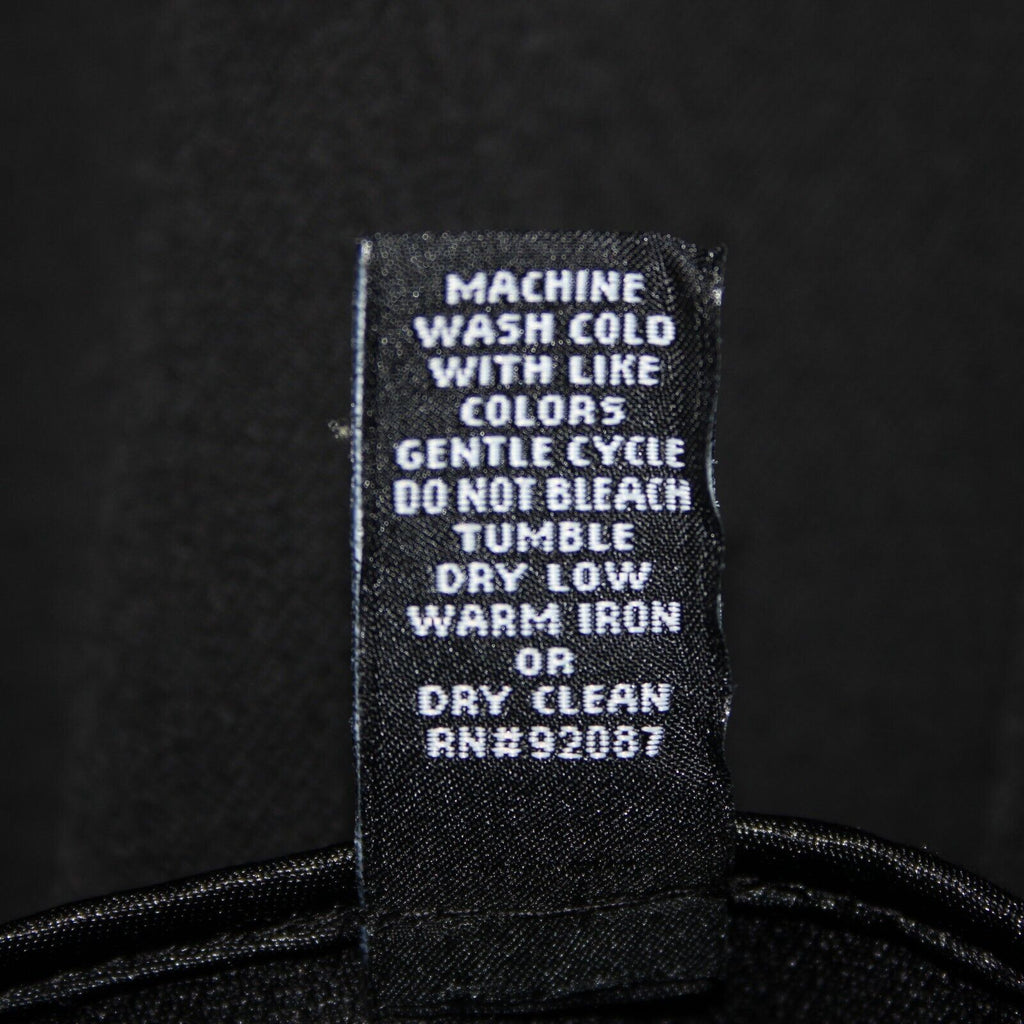 MACHINE
WASH COLD
WITH LIKE
COLORS
GENTLE CYCLE
DO NOT BLEACH
TUMBLE
DRY LOW
WARM IRON
OR
DRY CLEAN
RN#92087